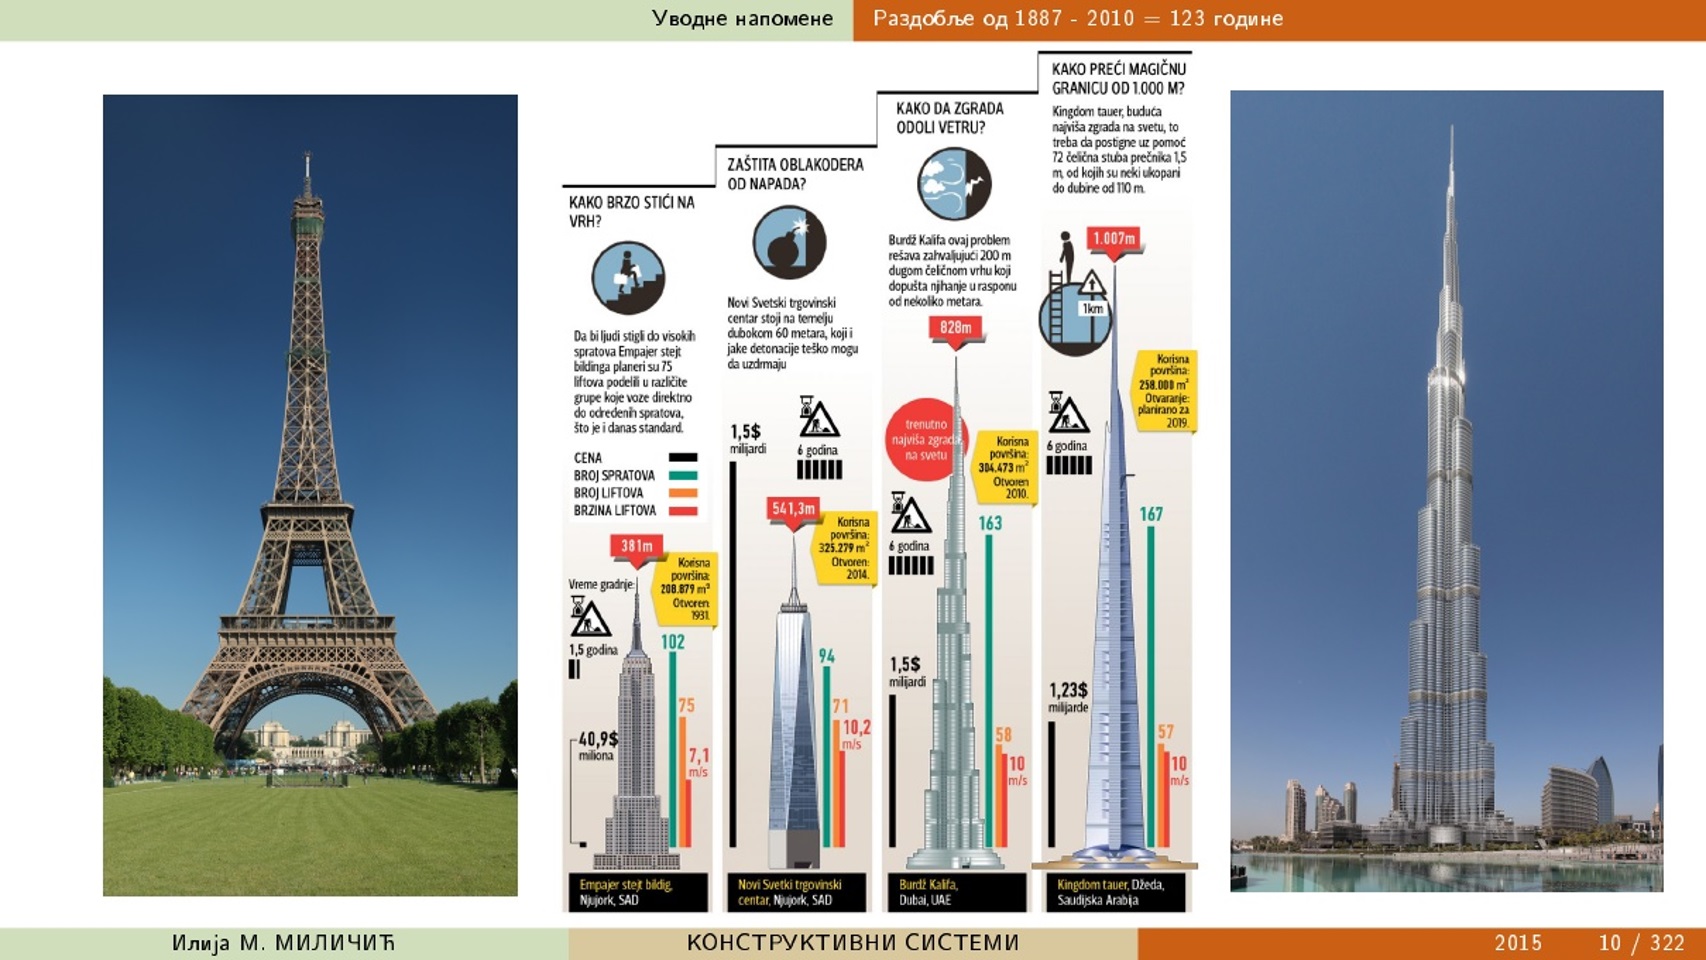 Уводне напомене
Раздобље од 1887 - 2010 = 123 године
KAKO BRZO STIĆI NA
VRH?
Da bi ljudi stigli do visokih
spratova Empajer stejt
bildinga planeri su 75
liftova podelili u različite
grupe koje voze direktno
do određenih spratova,
što je i danas standard.
CENA
BROJ SPRATOVA
BROJ LIFTOVA
BRZINA LIFTOVA
381m
Korisna
površina:
208.879 m²
Otvoren:
1931.
Vreme gradnje:
1,5 godina
102
75
40,9$
miliona
7,1
m/s
Empajer stejt bildig,
Njujork, SAD
ZAŠTITA OBLAKODERA
OD NAPADA?
Novi Svetski trgovinski
centar stoji na temelju
dubokom 60 metara, koji i
jake detonacije teško mogu
da uzdrmaju
1,5$
milijardi
6 godina
541,3m
Korisna
površina:
325.279 m²
Otvoren:
2014.
94
71
10,2
m/s
Novi Svetki trgovinski
centar, Njujork, SAD
KAKO DA ZGRADA
ODOLI VETRU?
Burdž Kalifa ovaj problem
rešava zahvaljujući 200 m
dugom čeličnom vrhu koji
dopušta njihanje u rasponu
od nekoliko metara.
828m
trenutno
najviša zgrada
na svetu
Korisna
površina:
304.473 m²
Otvoren
2010.
6 godina
163
1,5$
milijardi
58
10
m/s
Burdž Kalifa,
Dubai, UAE
KAKO PREĆI MAGIČNU
GRANICU OD 1.000 M?
Kingdom tauer, buduća
najviša zgrada na svetu, to
treba da postigne uz pomoć
72 čelična stuba prečnika 1,5
m, od kojih su neki ukopani
do dubine od 110 m.
1.007m
1km
Korisna
površina:
258.000 m²
Otvaranje:
planirano za
2019.
6 godina
167
1,23$
milijarde
57
10
m/s
Kingdom tauer, Džeda,
Saudijska Arabija
Илија М. МИЛИЧИЋ
КОНСТРУКТИВНИ СИСТЕМИ
2015
10 / 322